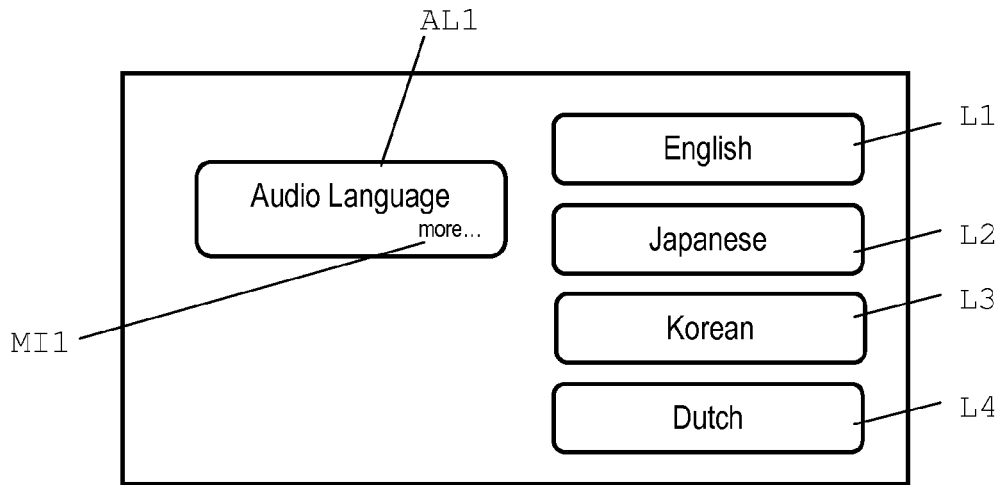 AL1
English
L1
Audio Language
more...
Japanese
L2
MI1
Korean
L3
Dutch
L4